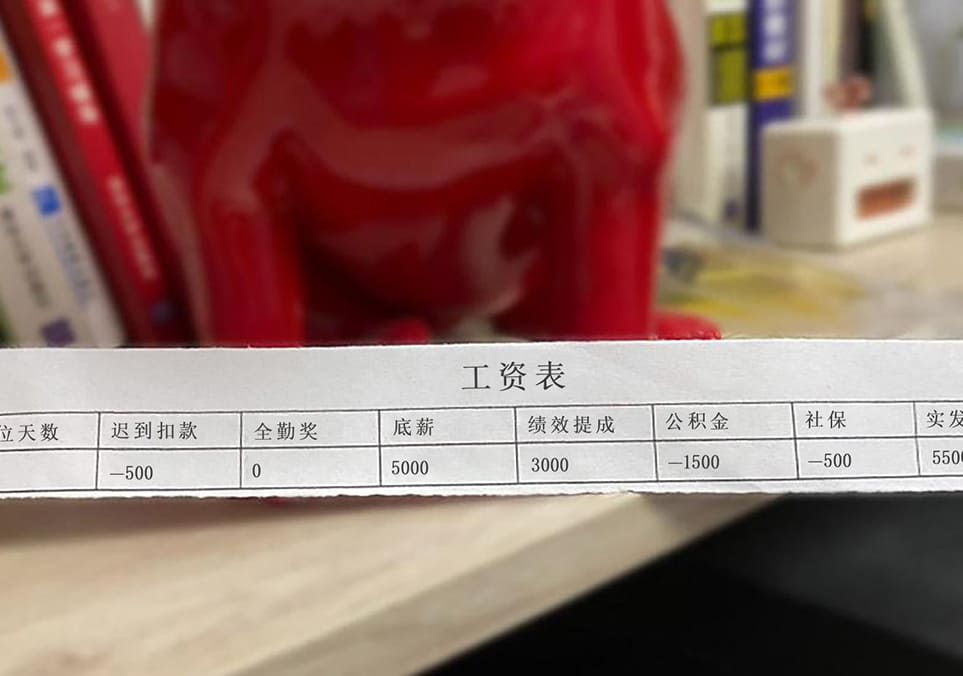 工资表
位天数 迟到扣款 全勤奖 底薪 绩效提成 公积金 社保 实发
—500 0 5000 3000 —1500 —500 5500